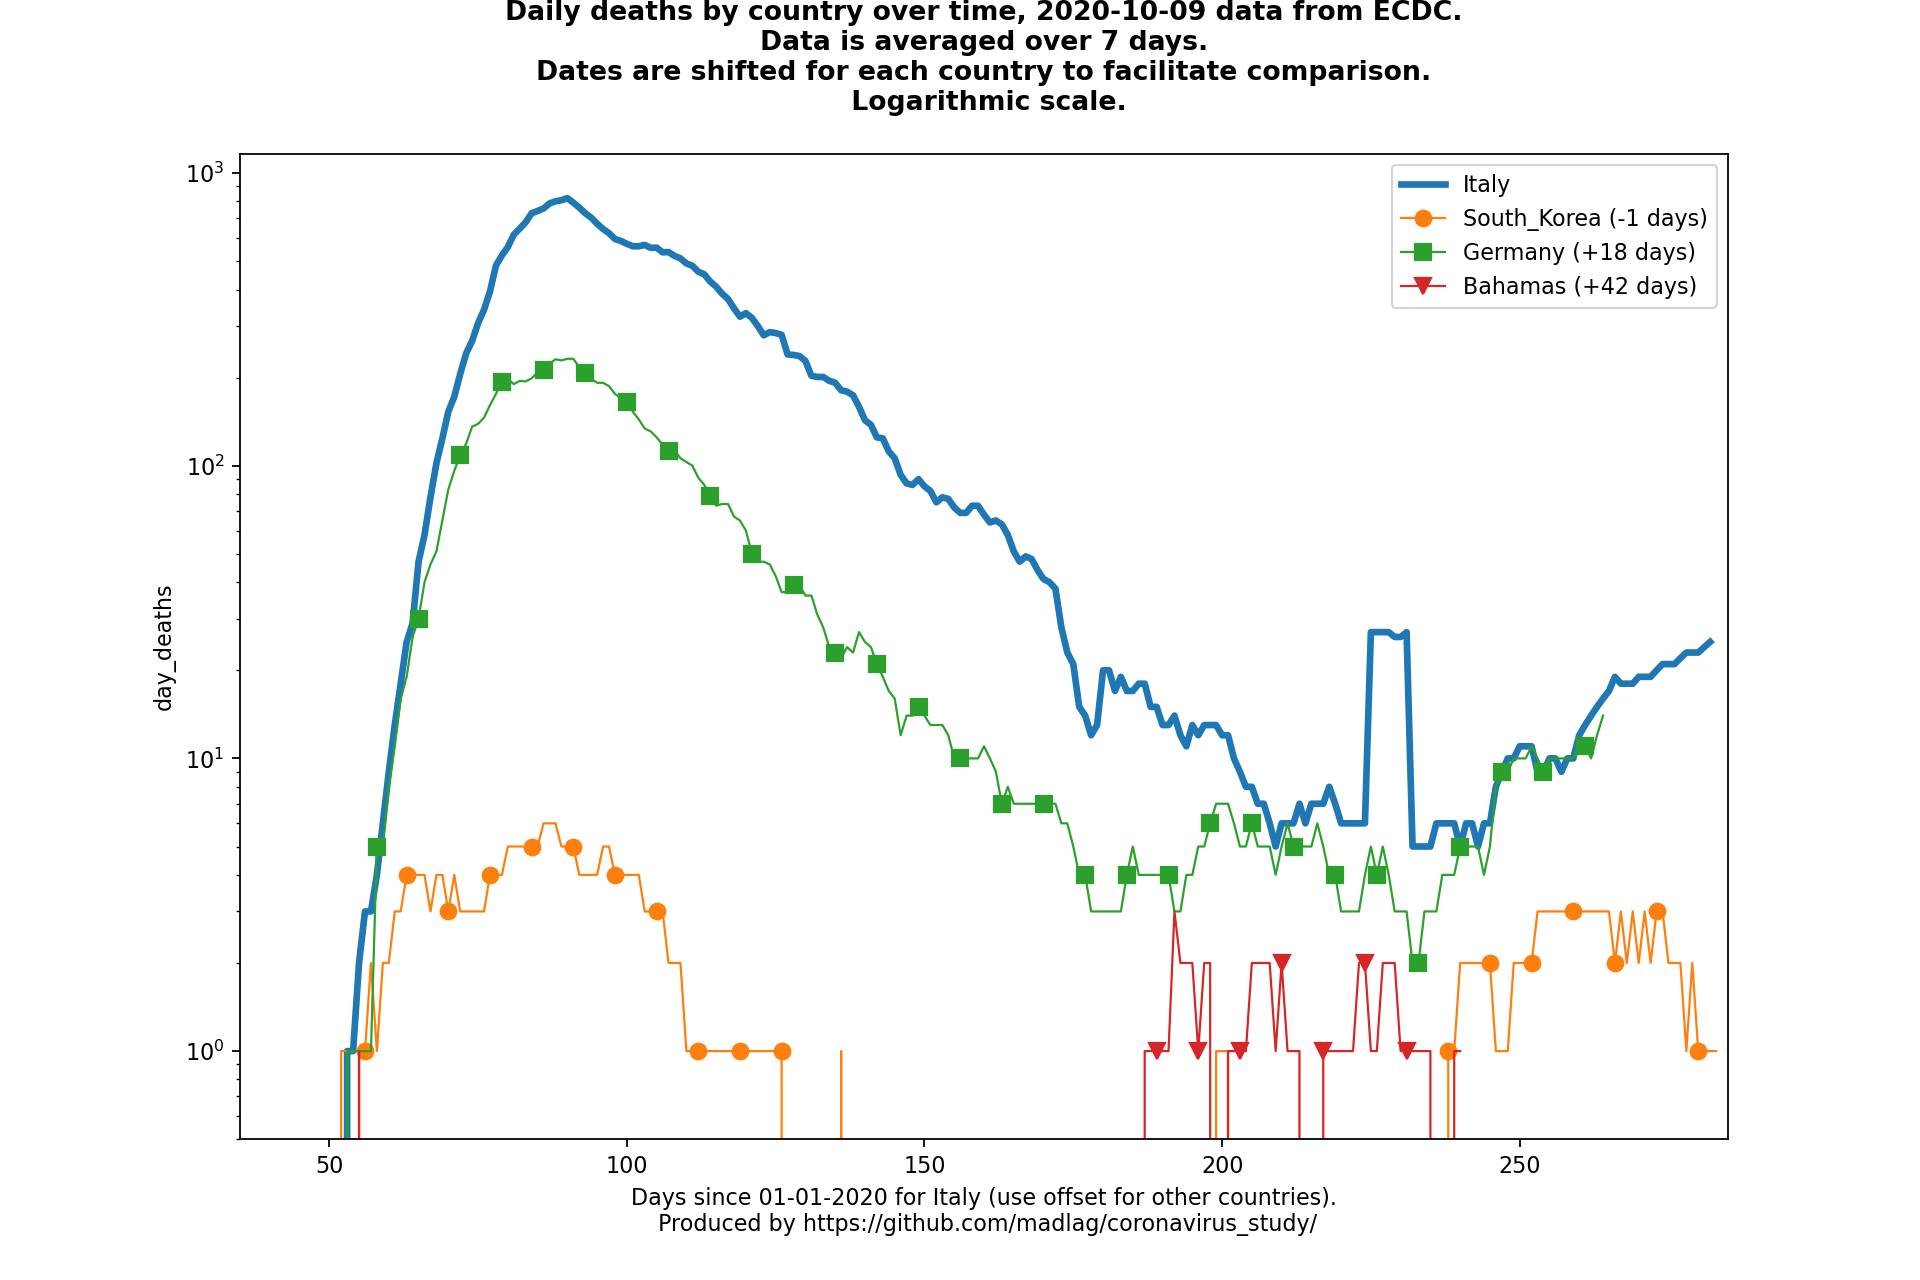 Daily deaths by country over time, 2020-10-09 data from ECDC.
Data is averaged over 7 days.
Dates are shifted for each country to facilitate comparison.
Logarithmic scale.
Italy
South_Korea (-1 days)
Germany (+18 days)
Bahamas (+42 days)
day_deaths
10³
10²
10¹
10⁰
50 100 150 200 250
Days since 01-01-2020 for Italy (use offset for other countries).
Produced by https://github.com/madlag/coronavirus_study/